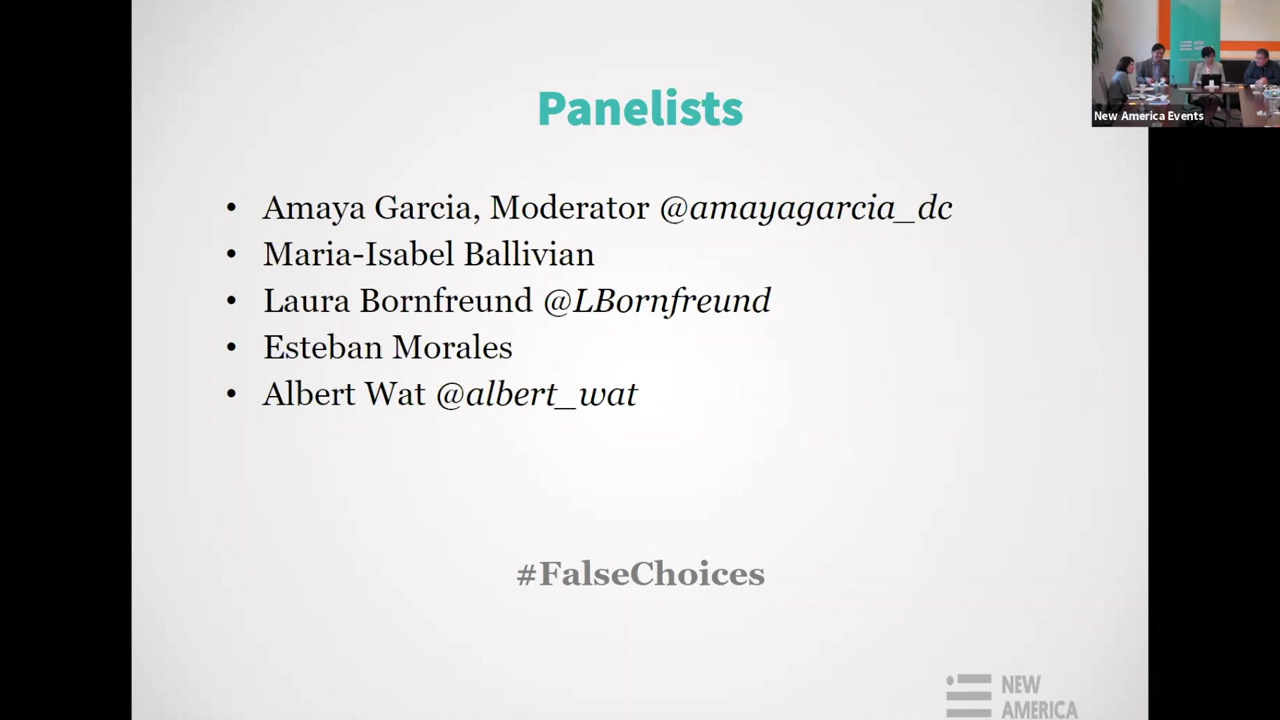 Panelists
• Amaya Garcia, Moderator @amayagarcia_dc
• Maria-Isabel Ballivian
• Laura Bornfreund @LBornfreund
• Esteban Morales
• Albert Wat @albert_wat
#FalseChoices
NEW
AMERICA
New America Events